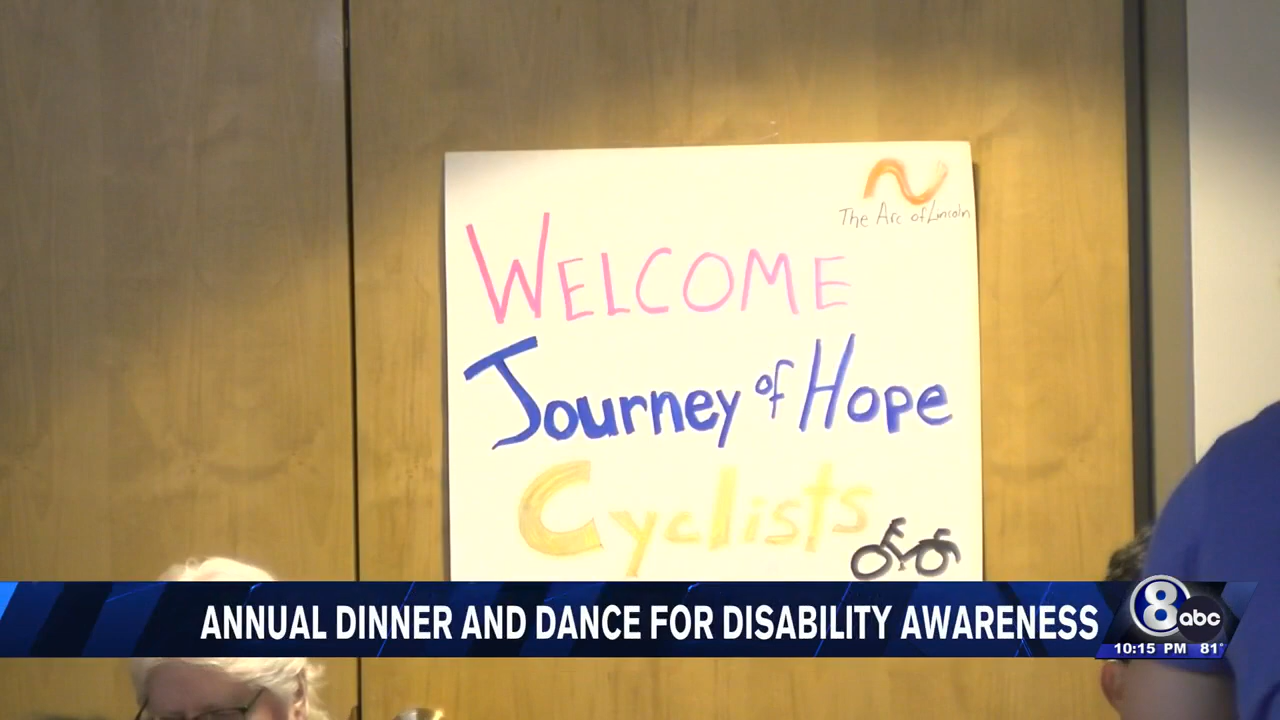 The Arc of Lincoln
WELCOME
Journey of Hope
Cyclists
ANNUAL DINNER AND DANCE FOR DISABILITY AWARENESS
8 abc
10:15 PM 81°